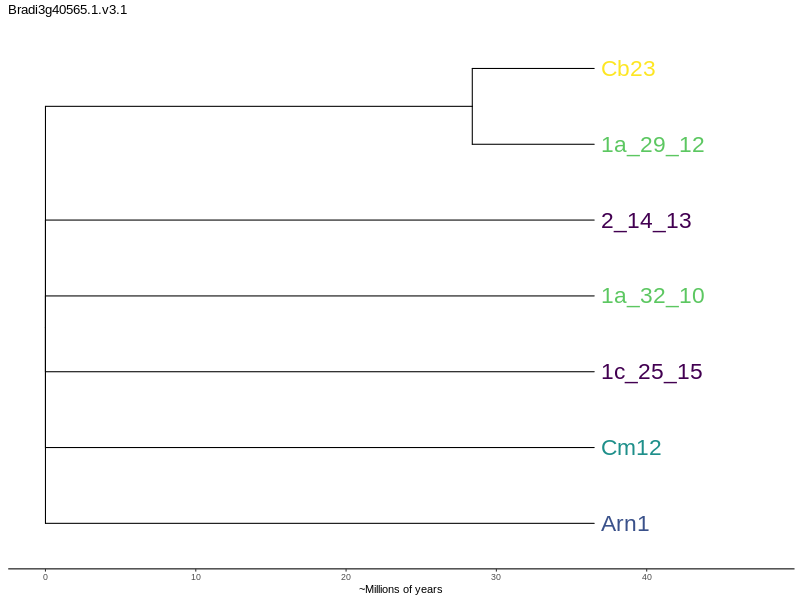 Bradi3g40565.1.v3.1
Cb23
1a_29_12
2_14_13
1a_32_10
1c_25_15
Cm12
Arn1
0 10 20 30 40
~Millions of years